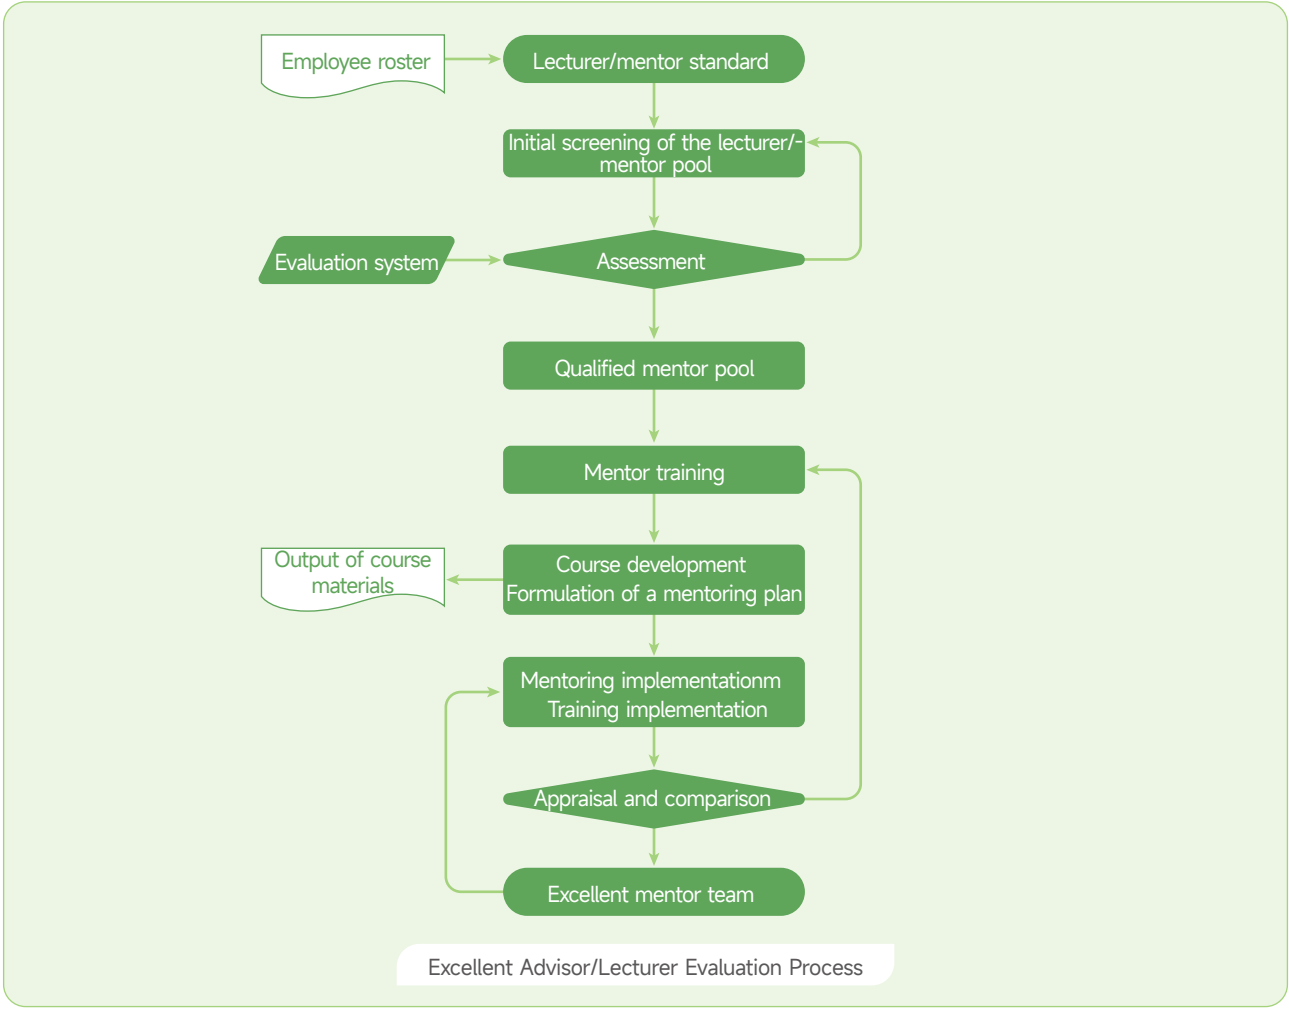 Employee roster
Lecturer/mentor standard
Initial screening of the lecturer/-
mentor pool
Evaluation system
Assessment
Qualified mentor pool
Mentor training
Output of course
materials
Course development
Formulation of a mentoring plan
Mentoring implementationm
Training implementation
Appraisal and comparison
Excellent mentor team
Excellent Advisor/Lecturer Evaluation Process